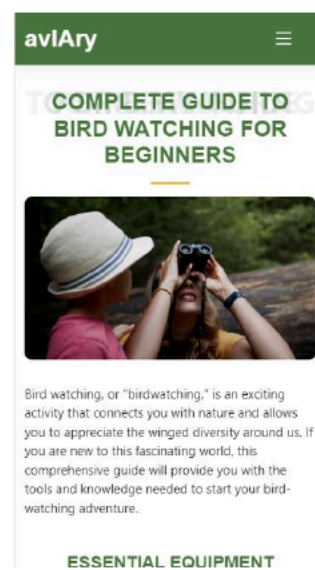 avIAry
COMPLETE GUIDE TO
BIRD WATCHING FOR
BEGINNERS
Bird watching, or "birdwatching," is an exciting
activity that connects you with nature and allows
you to appreciate the winged diversity around us. If
you are new to this fascinating world, this
comprehensive guide will provide you with the
tools and knowledge needed to start your bird-
watching adventure.
ESSENTIAL EQUIPMENT